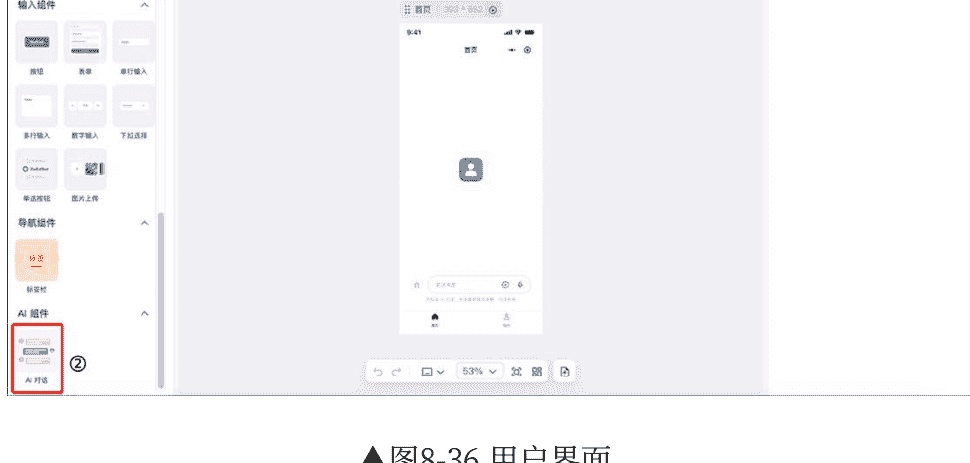 输入组件
首页
9:41
首页
按钮
表单
单行输入
多行输入
数字输入
下拉选择
单选按钮
图片上传
导航组件
标签
标签栏
AI 组件
AI 对话
②
53%
▲图8-36 用户界面